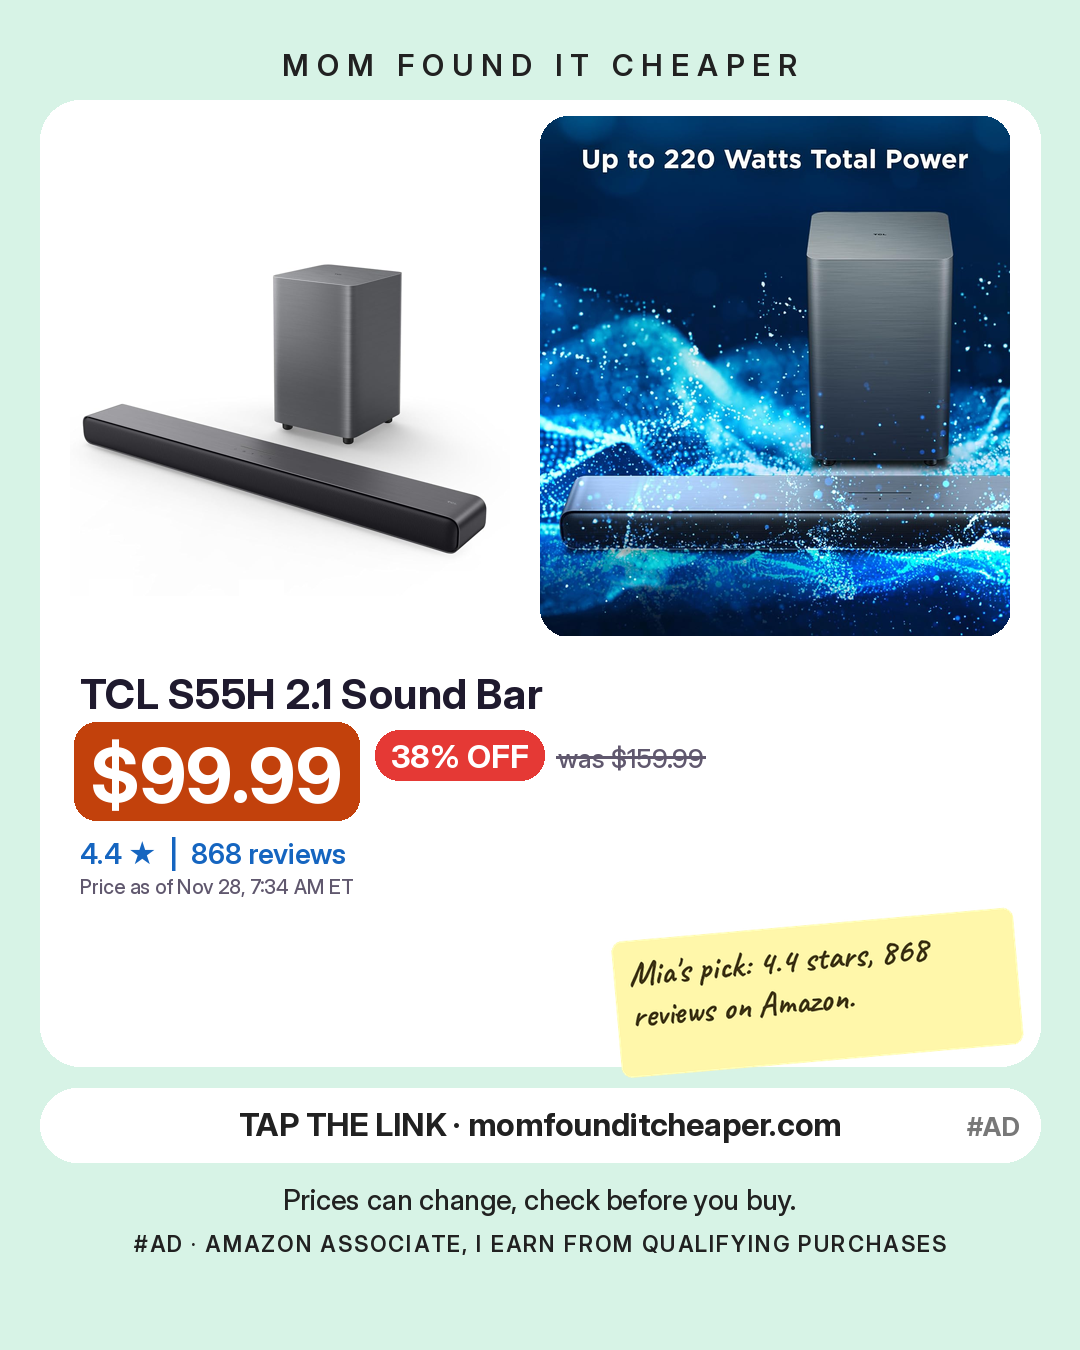 MOM FOUND IT CHEAPER
Up to 220 Watts Total Power
TCL
TCL S55H 2.1 Sound Bar
$99.99
38% OFF
was $159.99
4.4 ★ | 868 reviews
Price as of Nov 28, 7:34 AM ET
Mia's pick: 4.4 stars, 868
reviews on Amazon.
TAP THE LINK · momfounditcheaper.com
#AD
Prices can change, check before you buy.
#AD · AMAZON ASSOCIATE, I EARN FROM QUALIFYING PURCHASES